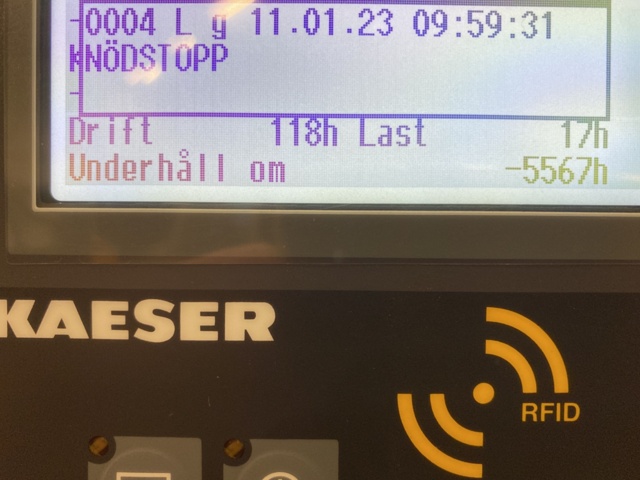 0004 L g 11.01.23 09:59:31
NÖDSTOPP
Drift 118h Last 17h
Underhåll om -5567h
KAESER
RFID